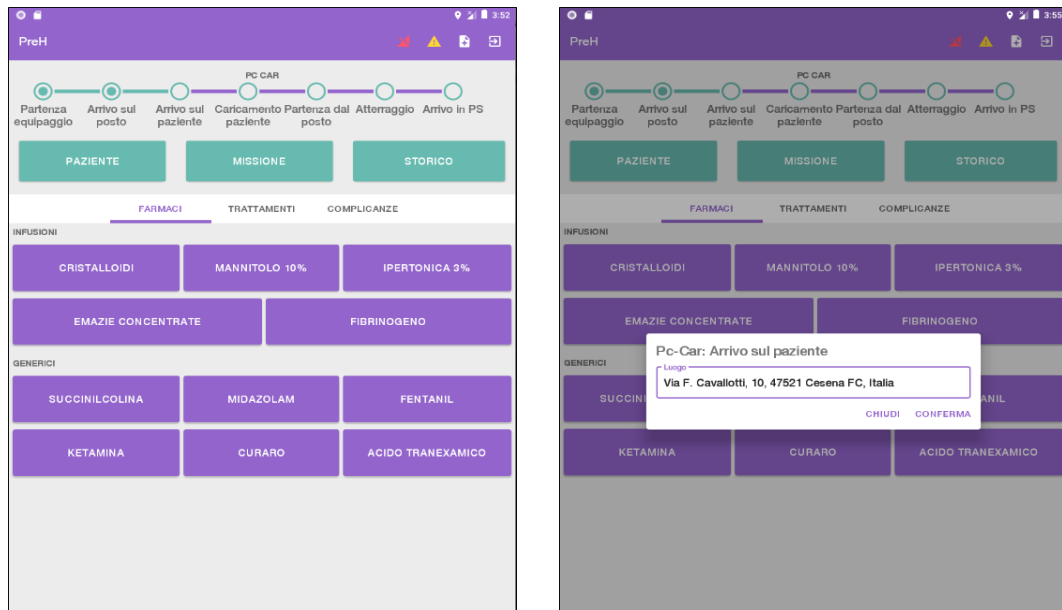 3:52
PreH
PC CAR
Partenza equipaggio
Arrivo sul posto
Arrivo sul paziente
Caricamento paziente
Partenza dal posto
Atterraggio
Arrivo in PS
PAZIENTE
MISSIONE
STORICO
FARMACI
TRATTAMENTI
COMPLICANZE
INFUSIONI
CRISTALLOIDI
MANNITOLO 10%
IPERTONICA 3%
EMAZIE CONCENTRATE
FIBRINOGENO
GENERICI
SUCCINILCOLINA
MIDAZOLAM
FENTANIL
KETAMINA
CURARO
ACIDO TRANEXAMICO
3:55
PreH
PC CAR
Partenza equipaggio
Arrivo sul posto
Arrivo sul paziente
Caricamento paziente
Partenza dal posto
Atterraggio
Arrivo in PS
PAZIENTE
MISSIONE
STORICO
FARMACI
TRATTAMENTI
COMPLICANZE
INFUSIONI
CRISTALLOIDI
MANNITOLO 10%
IPERTONICA 3%
EMAZIE CONCENTRATE
FIBRINOGENO
GENERICI
SUCCINI
ANIL
Pc-Car: Arrivo sul paziente
Luogo
Via F. Cavallotti, 10, 47521 Cesena FC, Italia
CHIUDI
CONFERMA
KETAMINA
CURARO
ACIDO TRANEXAMICO